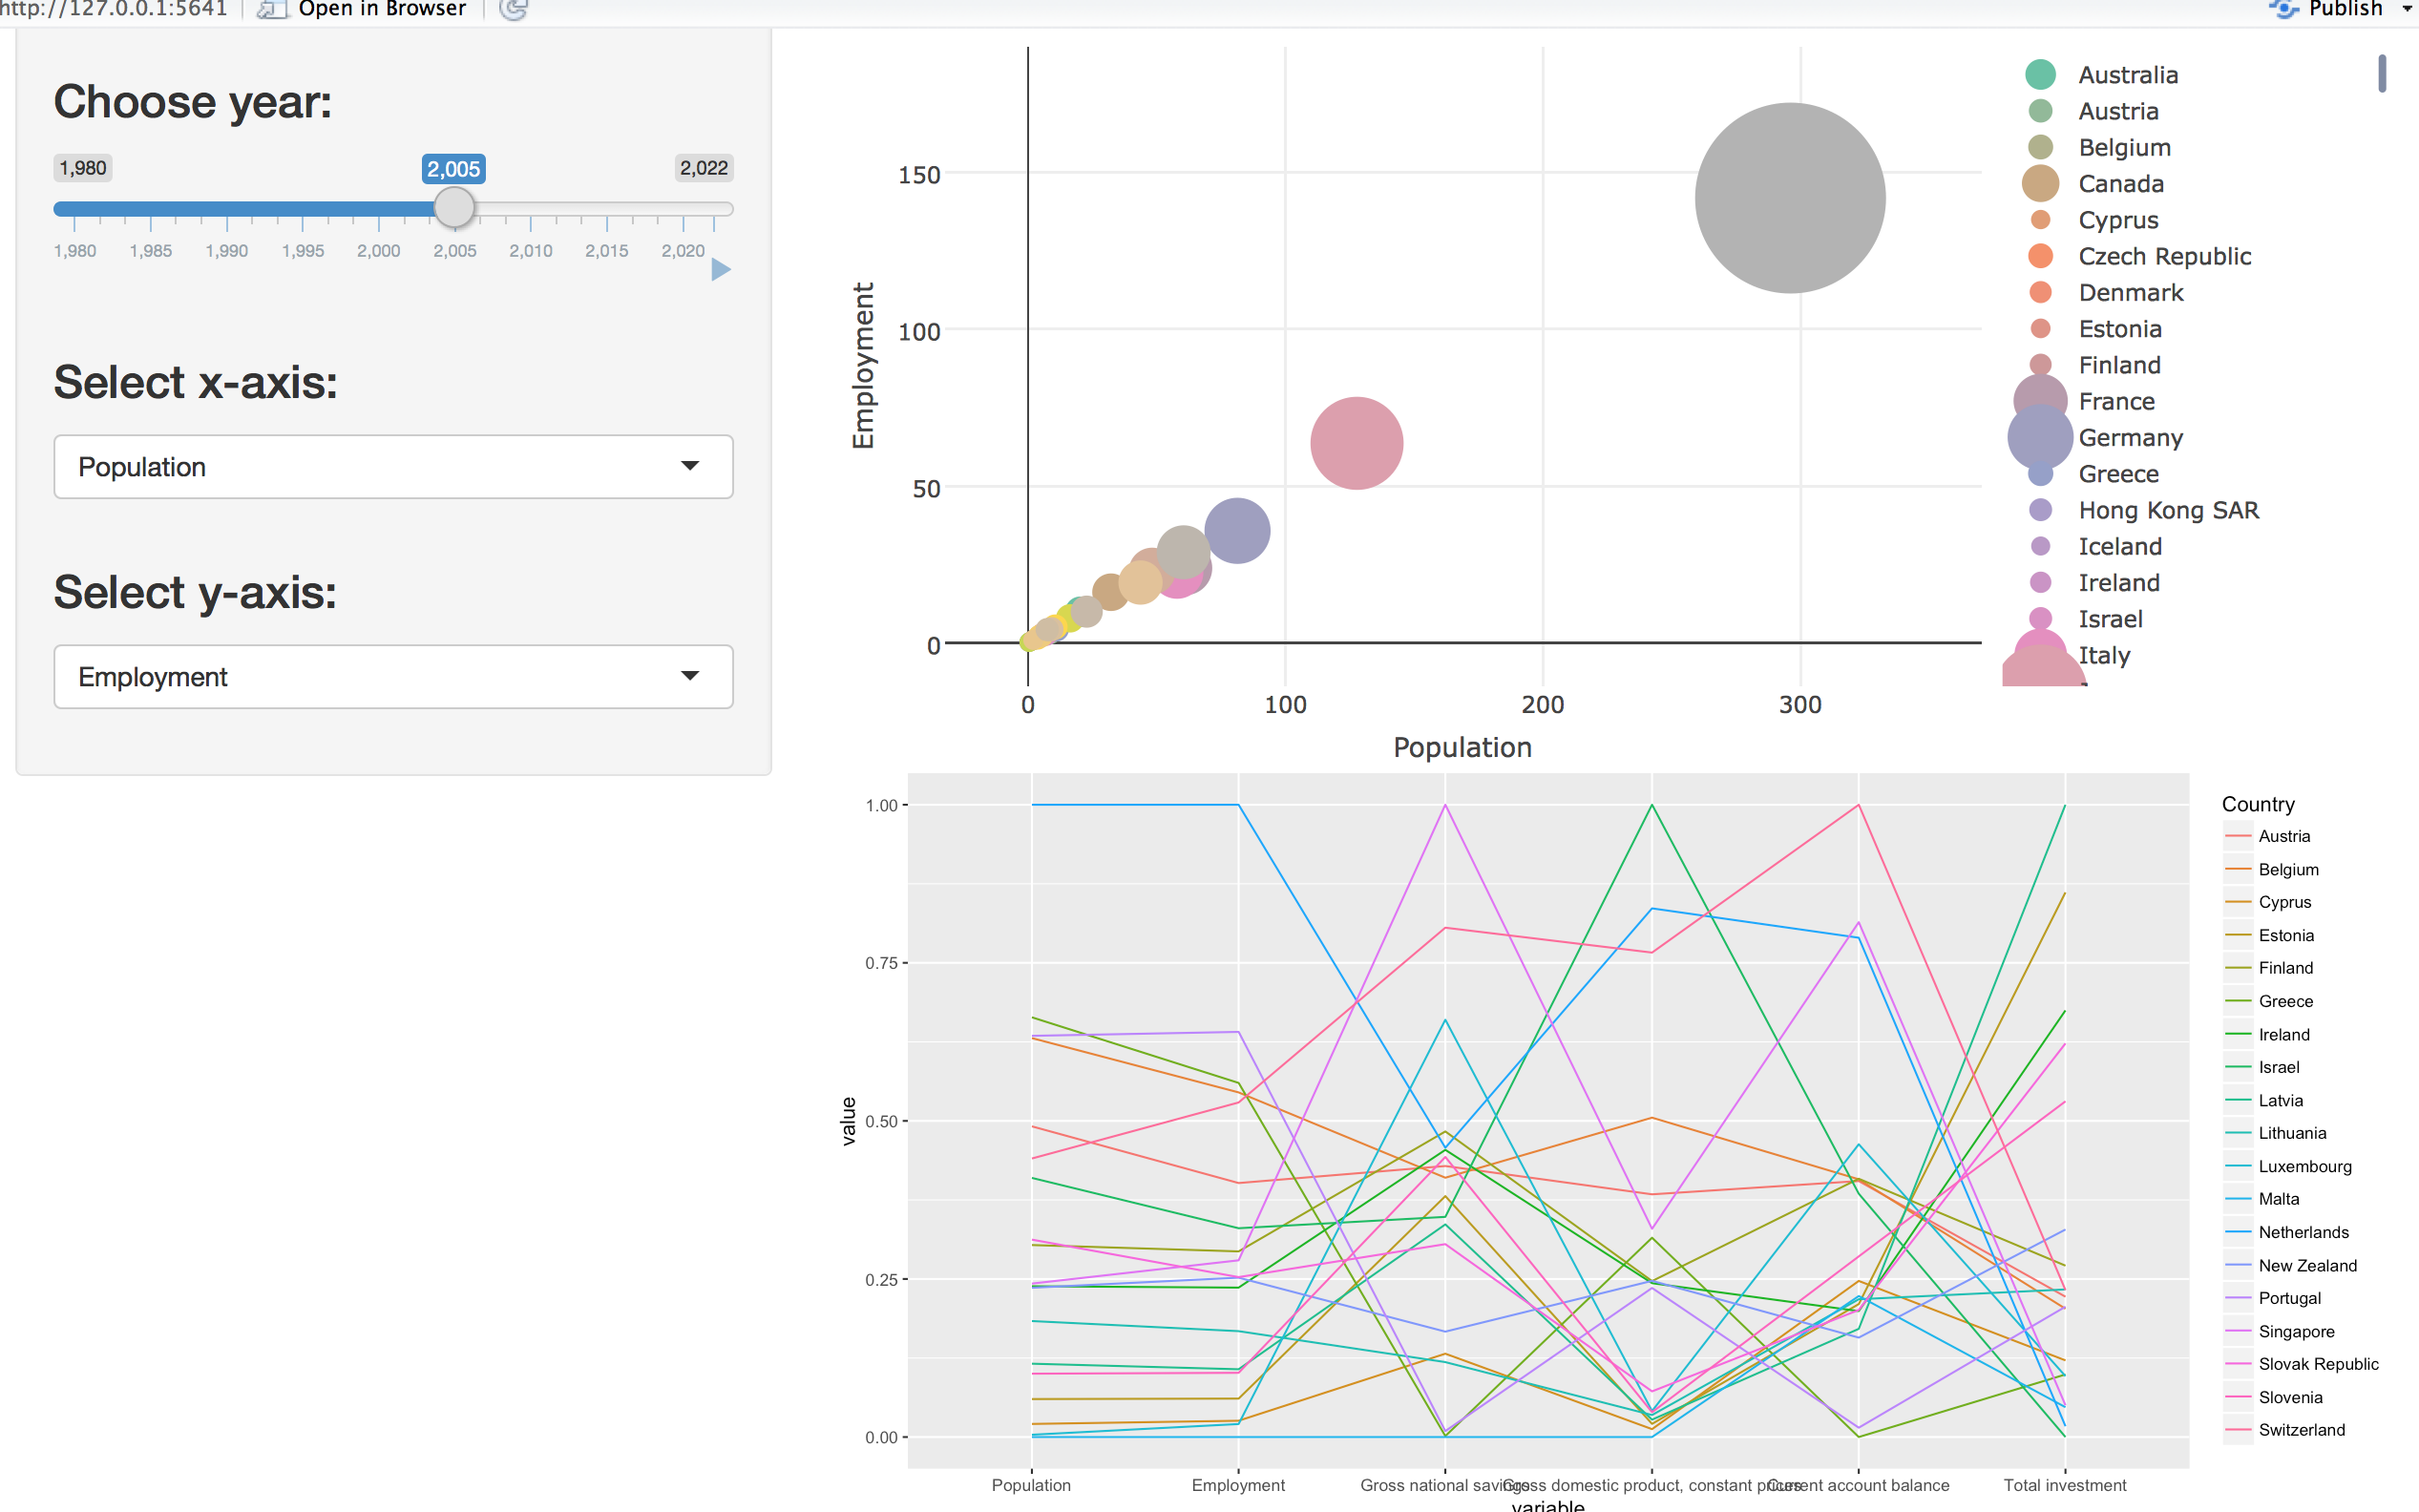 http://127.0.0.1:5641 Open in Browser Publish
Choose year:
1,980 2,005 2,022
1,980 1,985 1,990 1,995 2,000 2,005 2,010 2,015 2,020
Select x-axis:
Population
Select y-axis:
Employment
Employment
150
100
50
0
0 100 200 300
Population
Australia
Austria
Belgium
Canada
Cyprus
Czech Republic
Denmark
Estonia
Finland
France
Germany
Greece
Hong Kong SAR
Iceland
Ireland
Israel
Italy
value
1.00
0.75
0.50
0.25
0.00
Population Employment Gross national savings Gross domestic product, constant prices Current account balance Total investment
variable
Country
Austria
Belgium
Cyprus
Estonia
Finland
Greece
Ireland
Israel
Latvia
Lithuania
Luxembourg
Malta
Netherlands
New Zealand
Portugal
Singapore
Slovak Republic
Slovenia
Switzerland